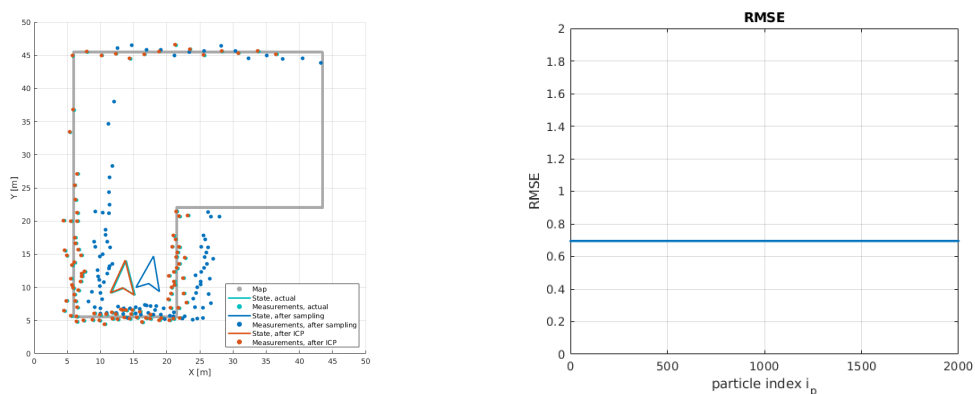 50
45
40
35
30
25
20
15
10
5
0
Y [m]
0 5 10 15 20 25 30 35 40 45 50
X [m]
Map
State, actual
Measurements, actual
State, after sampling
Measurements, after sampling
State, after ICP
Measurements, after ICP
RMSE
2
1.8
1.6
1.4
1.2
1
0.8
0.6
0.4
0.2
0
RMSE
0 500 1000 1500 2000
particle index i_p